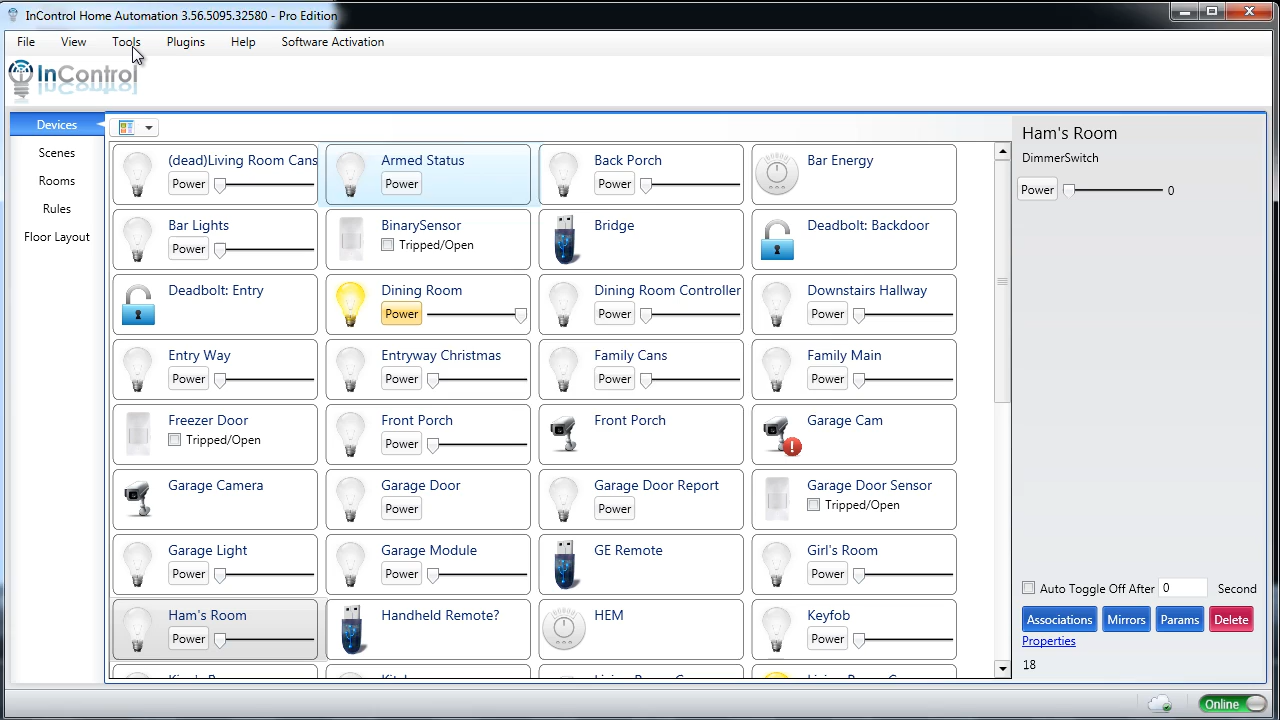 InControl Home Automation 3.56.5095.32580 - Pro Edition
File View Tools Plugins Help Software Activation
InControl
Devices
Scenes
Rooms
Rules
Floor Layout
(dead)Living Room Cans
Power
Armed Status
Power
Back Porch
Power
Bar Energy
Bar Lights
Power
BinarySensor
Tripped/Open
Bridge
Deadbolt: Backdoor
Deadbolt: Entry
Dining Room
Power
Dining Room Controller
Power
Downstairs Hallway
Power
Entry Way
Power
Entryway Christmas
Power
Family Cans
Power
Family Main
Power
Freezer Door
Tripped/Open
Front Porch
Power
Front Porch
Garage Cam
Garage Camera
Garage Door
Power
Garage Door Report
Power
Garage Door Sensor
Tripped/Open
Garage Light
Power
Garage Module
Power
GE Remote
Girl's Room
Power
Ham's Room
Power
Handheld Remote?
HEM
Keyfob
Power
Ham's Room
DimmerSwitch
Power 0
Auto Toggle Off After 0 Second
Associations Mirrors Params Delete
Properties
18
Online